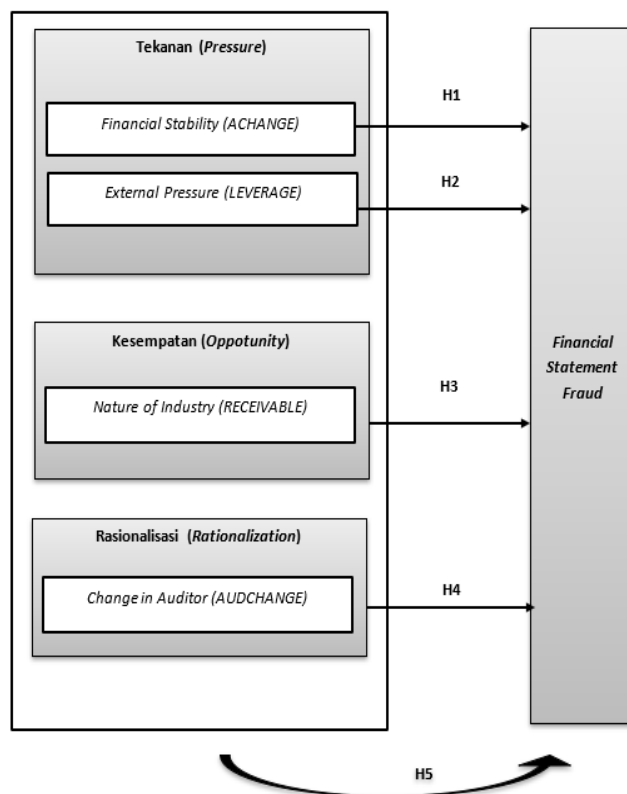 Tekanan (Pressure)
Financial Stability (ACHANGE)
H1
External Pressure (LEVERAGE)
H2
Kesempatan (Oppotunity)
Nature of Industry (RECEIVABLE)
H3
Financial
Statement
Fraud
Rasionalisasi (Rationalization)
Change in Auditor (AUDCHANGE)
H4
H5